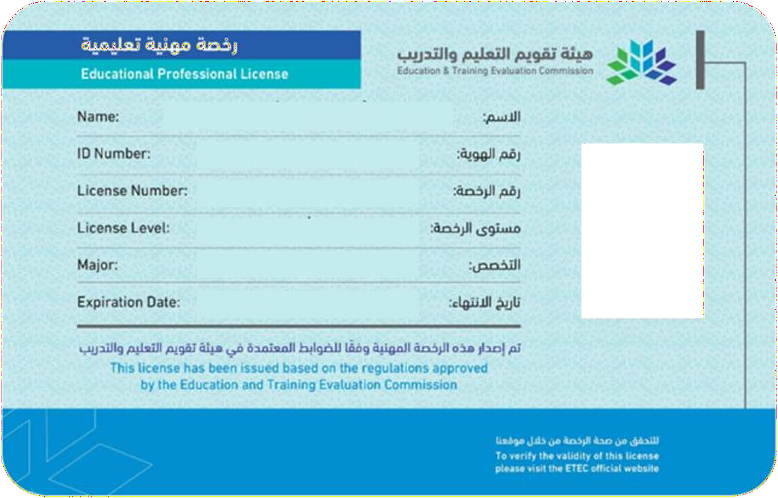 رخصة مهنية تعليمية
Educational Professional License
هيئة تقويم التعليم والتدريب
Education & Training Evaluation Commission
Name: الاسم:
ID Number: رقم الهوية:
License Number: رقم الرخصة:
License Level: مستوى الرخصة:
Major: التخصص:
Expiration Date: تاريخ الانتهاء:
تم إصدار هذه الرخصة المهنية وفقًا للضوابط المعتمدة في هيئة تقويم التعليم والتدريب
This license has been issued based on the regulations approved
by the Education and Training Evaluation Commission
للتحقق من صحة الرخصة من خلال موقعنا
To verify the validity of this license
please visit the ETEC official website